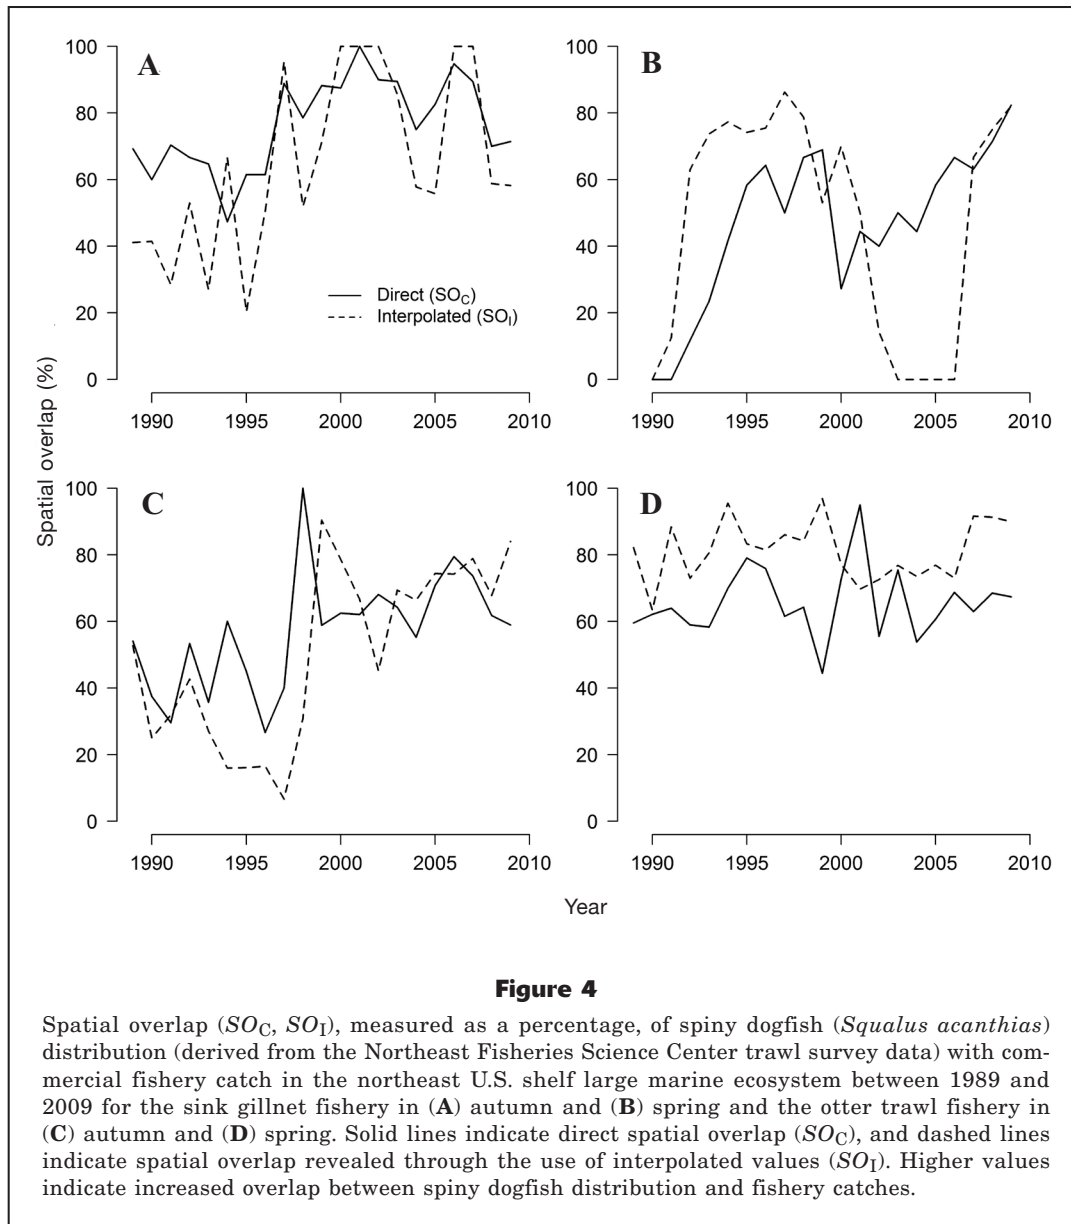 A
B
100
80
60
40
20
0
Direct (SOC)
Interpolated (SOI)
1990 1995 2000 2005 2010
100
80
60
40
20
0
1990 1995 2000 2005 2010
Spatial overlap (%)
C
D
100
80
60
40
20
0
1990 1995 2000 2005 2010
100
80
60
40
20
0
1990 1995 2000 2005 2010
Year
Figure 4
Spatial overlap (SOC, SOI), measured as a percentage, of spiny dogfish (Squalus acanthias)
distribution (derived from the Northeast Fisheries Science Center trawl survey data) with com-
mercial fishery catch in the northeast U.S. shelf large marine ecosystem between 1989 and
2009 for the sink gillnet fishery in (A) autumn and (B) spring and the otter trawl fishery in
(C) autumn and (D) spring. Solid lines indicate direct spatial overlap (SOC), and dashed lines
indicate spatial overlap revealed through the use of interpolated values (SOI). Higher values
indicate increased overlap between spiny dogfish distribution and fishery catches.